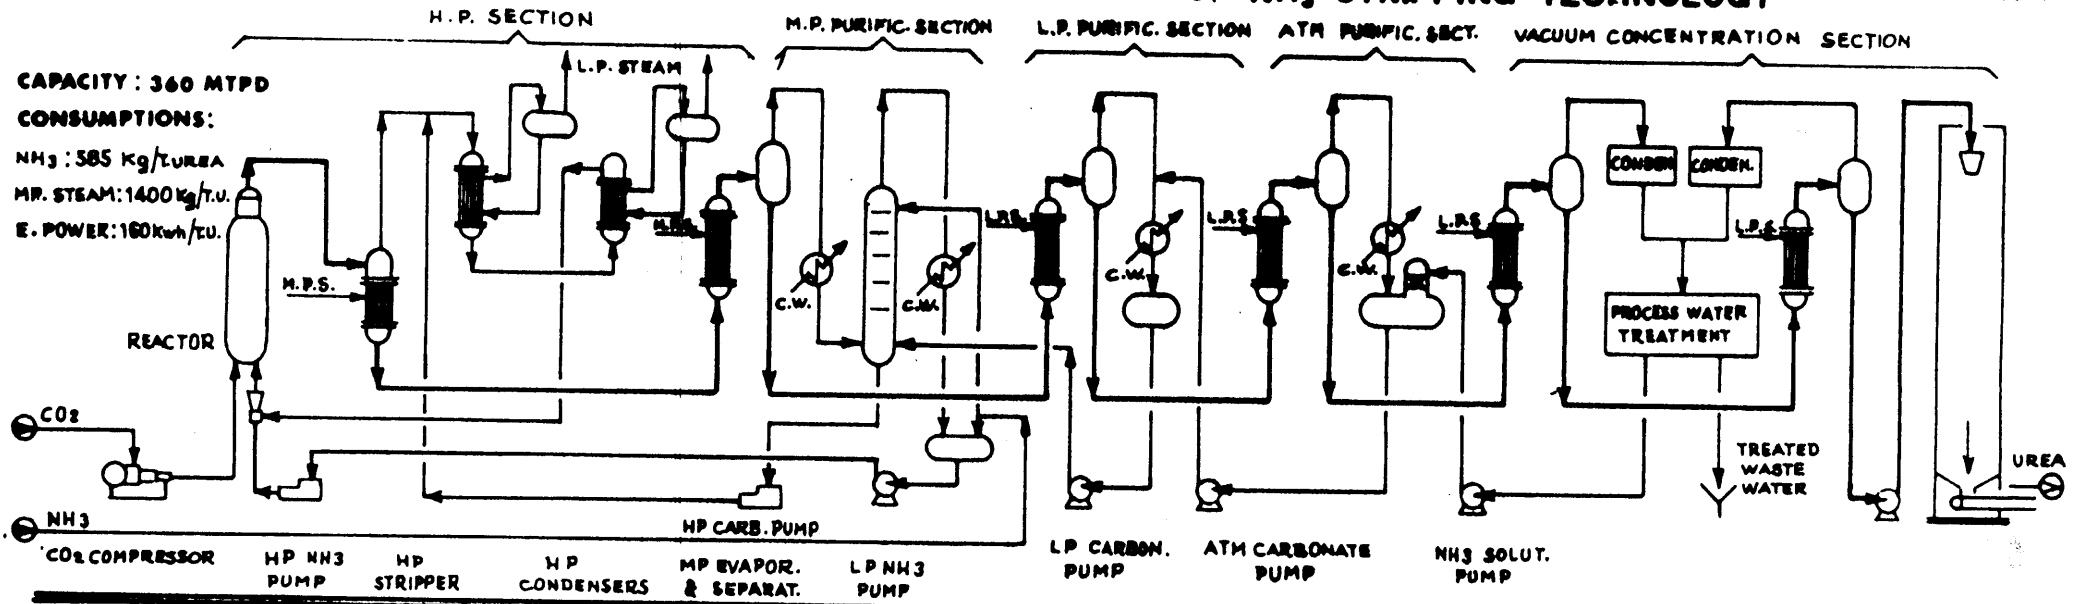 NH3 STRIPPING TECHNOLOGY
H.P. SECTION
M.P. PURIFIC. SECTION
L.P. PURIFIC. SECTION
ATM PURIFIC. SECT.
VACUUM CONCENTRATION SECTION
CAPACITY : 360 MTPD
CONSUMPTIONS:
NH3 : 585 Kg/T.UREA
MP. STEAM: 1400 Kg/T.U.
E. POWER: 160 Kwh/T.U.
L.P. STEAM
M.P.S.
M.P.S.
L.P.S.
L.P.S.
L.P.S
L.P.S.
CONDEN
CONDEN.
C.W.
C.W.
C.W.
C.W.
REACTOR
PROCESS WATER
TREATMENT
CO2
NH3
TREATED
WASTE
WATER
UREA
HP CARB. PUMP
CO2 COMPRESSOR
HP NH3
PUMP
HP
STRIPPER
HP
CONDENSERS
MP EVAPOR.
& SEPARAT.
LP NH3
PUMP
LP CARBON.
PUMP
ATM CARBONATE
PUMP
NH3 SOLUT.
PUMP